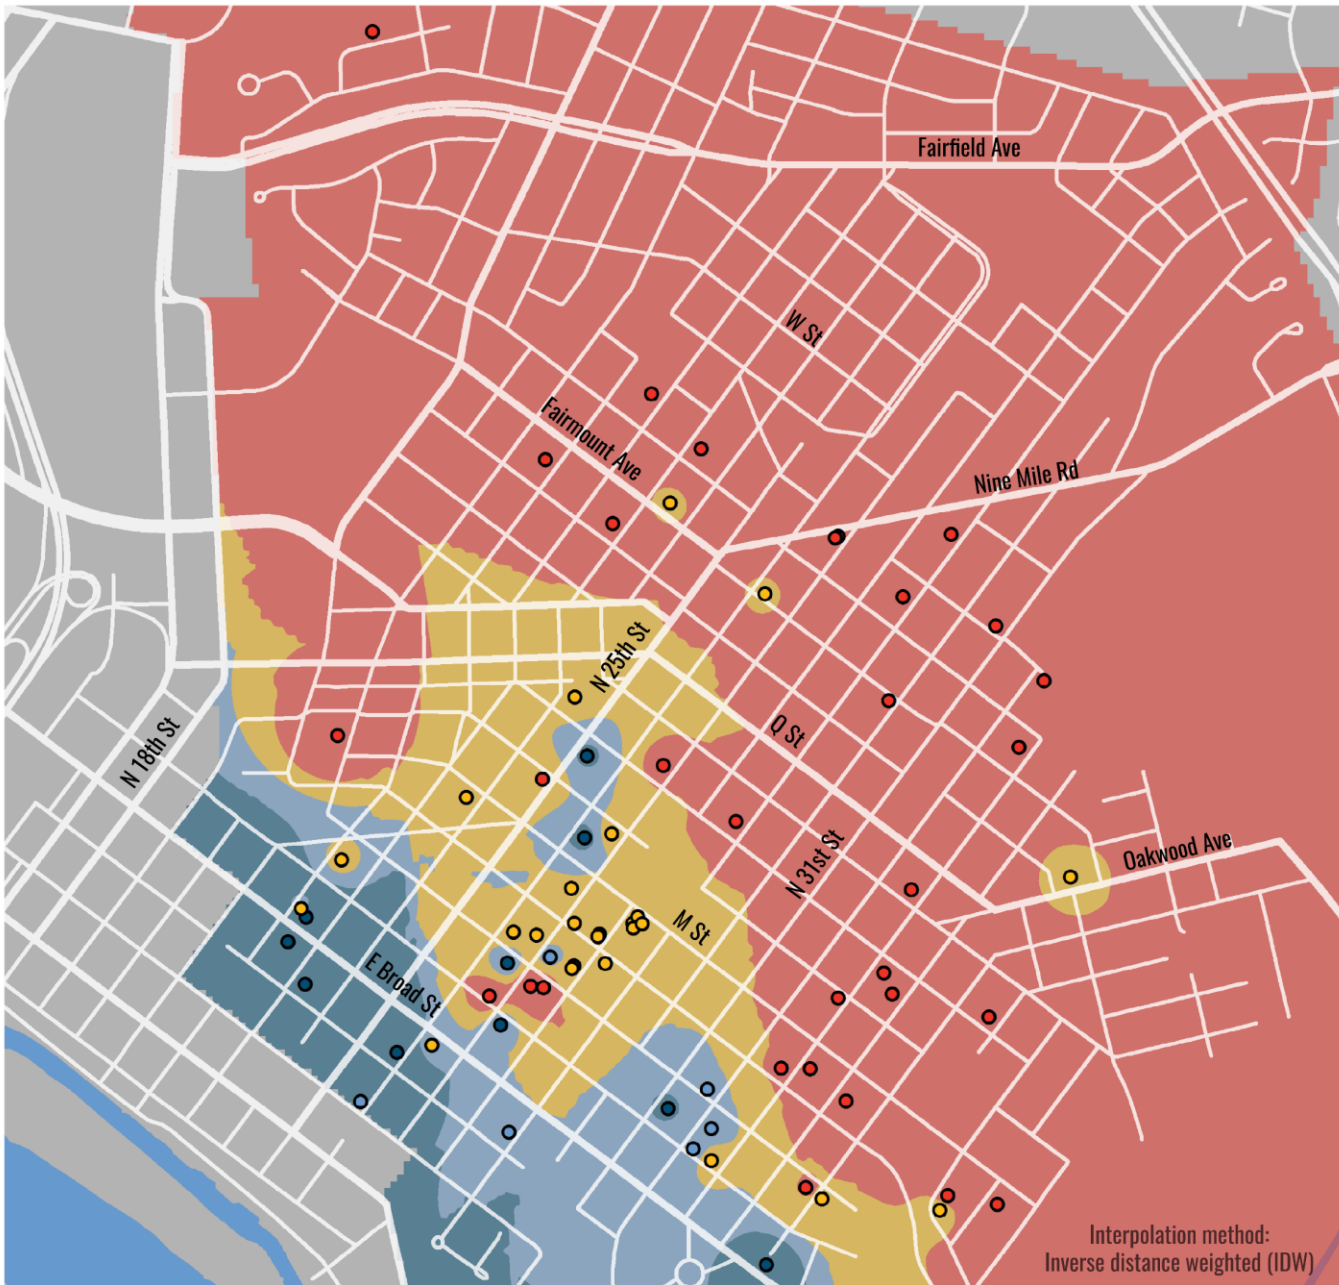 Fairfield Ave
W St
Fairmount Ave
Nine Mile Rd
N 25th St
N 18th St
Q St
N 31st St
Oakwood Ave
M St
E Broad St
Interpolation method:
Inverse distance weighted (IDW)